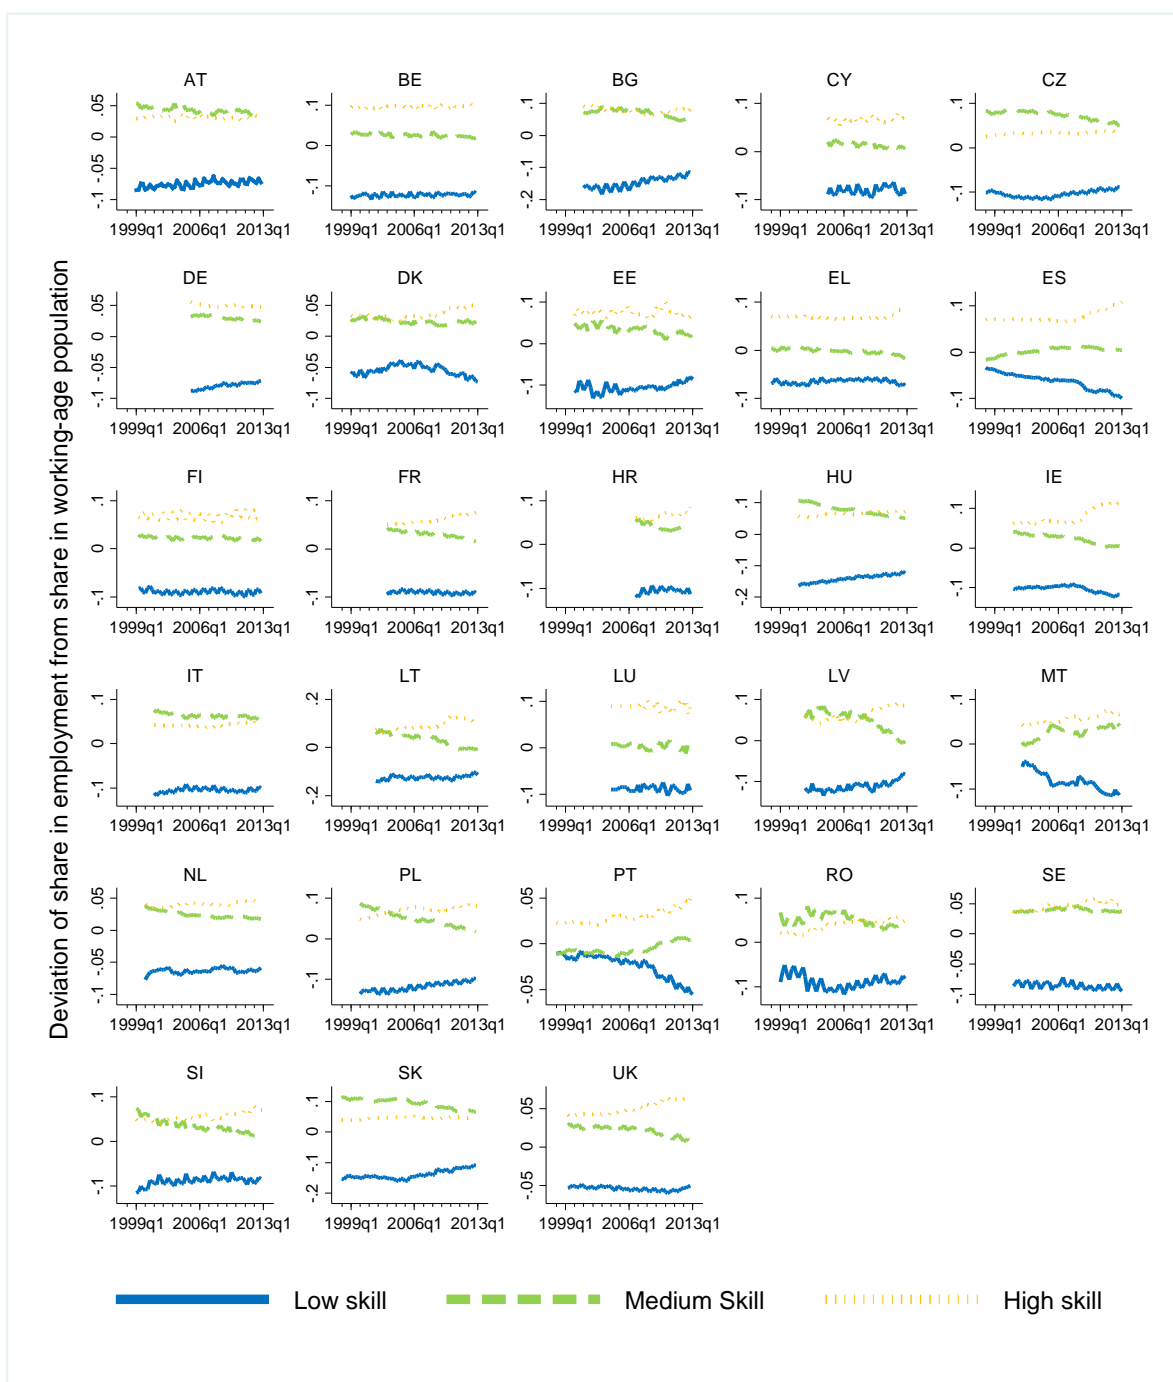 Deviation of share in employment from share in working-age population
AT
.05
0
-.05
-.1
1999q1 2006q1 2013q1
BE
.1
0
-.1
1999q1 2006q1 2013q1
BG
.1
0
-.1
-.2
1999q1 2006q1 2013q1
CY
.1
0
-.1
1999q1 2006q1 2013q1
CZ
.1
0
-.1
1999q1 2006q1 2013q1
DE
.05
0
-.05
-.1
1999q1 2006q1 2013q1
DK
.05
0
-.05
-.1
1999q1 2006q1 2013q1
EE
.1
0
-.1
1999q1 2006q1 2013q1
EL
.1
0
-.1
1999q1 2006q1 2013q1
ES
.1
0
-.1
1999q1 2006q1 2013q1
FI
.1
0
-.1
1999q1 2006q1 2013q1
FR
.1
0
-.1
1999q1 2006q1 2013q1
HR
.1
0
-.1
1999q1 2006q1 2013q1
HU
.1
0
-.1
-.2
1999q1 2006q1 2013q1
IE
.1
0
-.1
1999q1 2006q1 2013q1
IT
.1
0
-.1
1999q1 2006q1 2013q1
LT
.2
0
-.2
1999q1 2006q1 2013q1
LU
.1
0
-.1
1999q1 2006q1 2013q1
LV
.1
0
-.1
1999q1 2006q1 2013q1
MT
.1
0
-.1
1999q1 2006q1 2013q1
NL
.05
0
-.05
-.1
1999q1 2006q1 2013q1
PL
.1
0
-.1
1999q1 2006q1 2013q1
PT
.05
0
-.05
1999q1 2006q1 2013q1
RO
.1
0
-.1
1999q1 2006q1 2013q1
SE
.05
0
-.05
-.1
1999q1 2006q1 2013q1
SI
.1
0
-.1
1999q1 2006q1 2013q1
SK
.1
0
-.1
-.2
1999q1 2006q1 2013q1
UK
.05
0
-.05
1999q1 2006q1 2013q1
Low skill
Medium Skill
High skill